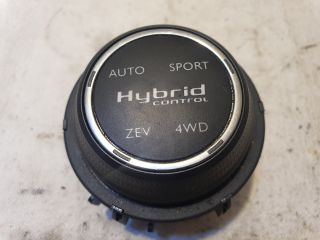 AUTO SPORT
Hybrid
CONTROL
ZEV 4WD